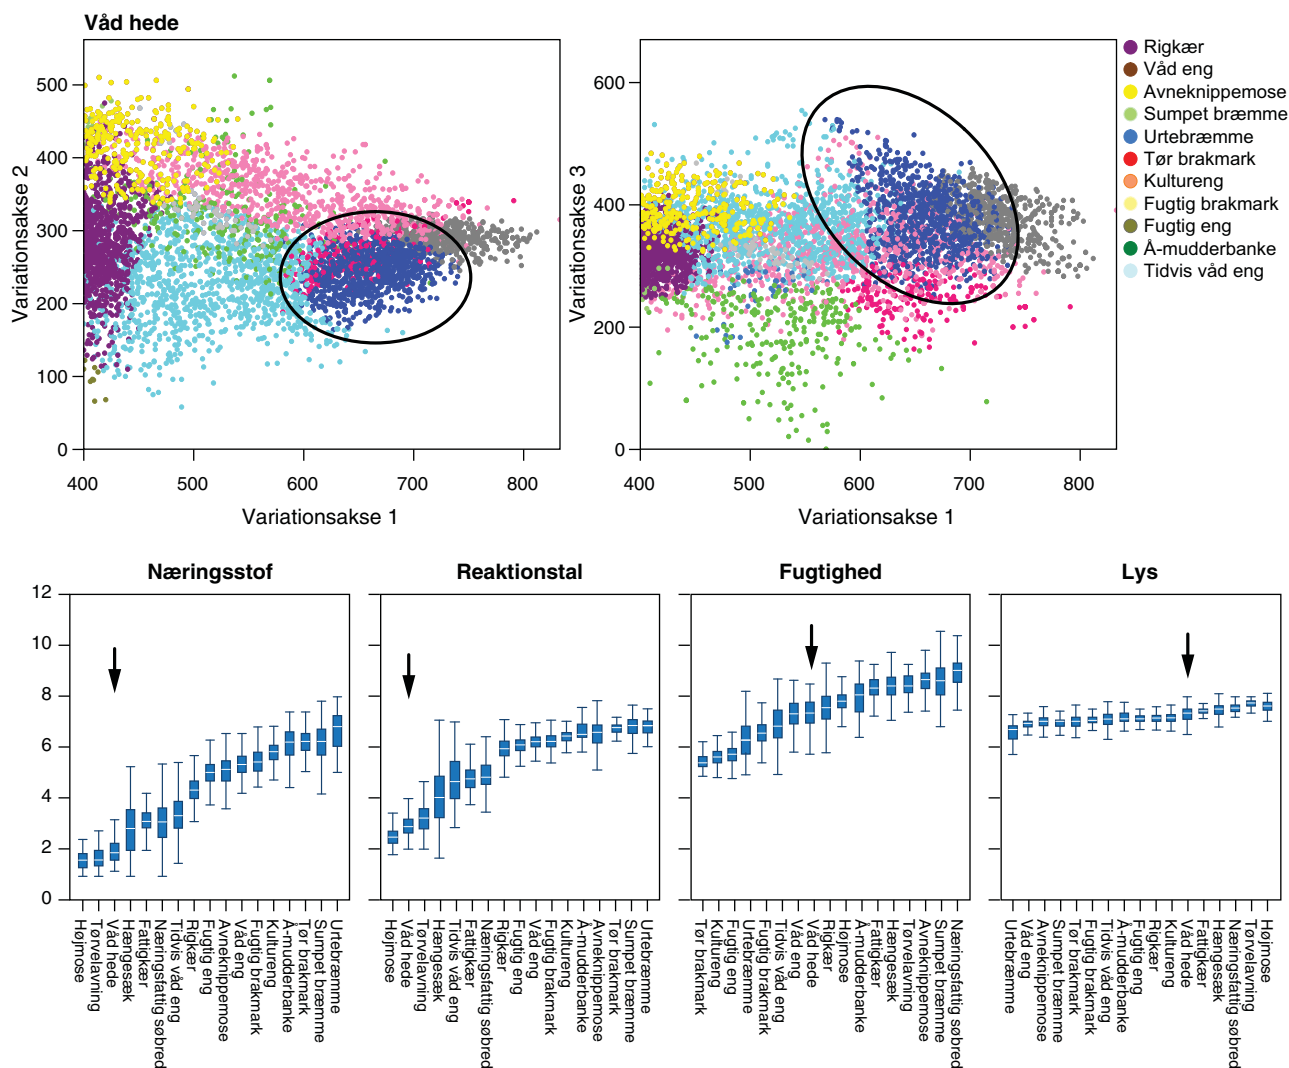 Våd hede
Variationsakse 2
500
400
300
200
100
0
400
500
600
700
800
Variationsakse 1
Variationsakse 3
600
400
200
0
400
500
600
700
800
Variationsakse 1
Rigkær
Våd eng
Avneknippemose
Sumpet bræmme
Urtebræmme
Tør brakmark
Kultureng
Fugtig brakmark
Fugtig eng
Å-mudderbanke
Tidvis våd eng
Næringsstof
Reaktionstal
Fugtighed
Lys
12
10
8
6
4
2
0
Højmose
Tørvelavning
Våd hede
Hængesæk
Fattigkær
Næringsfattig søbred
Tidvis våd eng
Rigkær
Fugtig eng
Avneknippemose
Våd eng
Fugtig brakmark
Kultureng
Å-mudderbanke
Tør brakmark
Sumpet bræmme
Urtebræmme
Højmose
Våd hede
Tørvelavning
Hængesæk
Tidvis våd eng
Fattigkær
Næringsfattig søbred
Rigkær
Fugtig eng
Våd eng
Fugtig brakmark
Kultureng
Å-mudderbanke
Avneknippemose
Tør brakmark
Sumpet bræmme
Urtebræmme
Tør brakmark
Kultureng
Fugtig eng
Urtebræmme
Fugtig brakmark
Tidvis våd eng
Våd eng
Våd hede
Rigkær
Højmose
Å-mudderbanke
Fattigkær
Hængesæk
Tørvelavning
Avneknippemose
Sumpet bræmme
Næringsfattig søbred
Urtebræmme
Våd eng
Avneknippemose
Sumpet bræmme
Tør brakmark
Fugtig brakmark
Tidvis våd eng
Å-mudderbanke
Fugtig eng
Rigkær
Kultureng
Våd hede
Fattigkær
Hængesæk
Næringsfattig søbred
Tørvelavning
Højmose